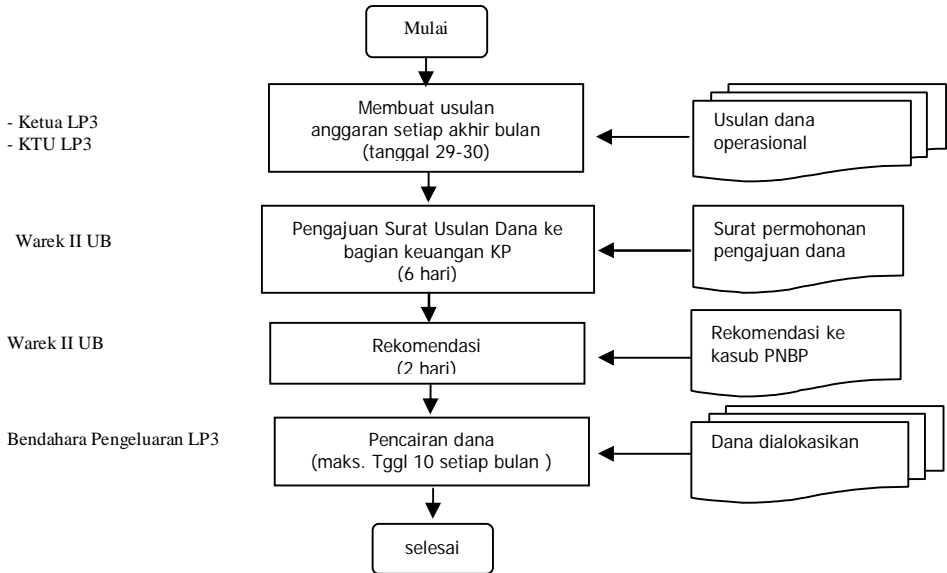 Mulai
- Ketua LP3
- KTU LP3
Membuat usulan
anggaran setiap akhir bulan
(tanggal 29-30)
Usulan dana
operasional
Warek II UB
Pengajuan Surat Usulan Dana ke
bagian keuangan KP
(6 hari)
Surat permohonan
pengajuan dana
Warek II UB
Rekomendasi
(2 hari)
Rekomendasi ke
kasub PNBP
Bendahara Pengeluaran LP3
Pencairan dana
(maks. Tggl 10 setiap bulan )
Dana dialokasikan
selesai